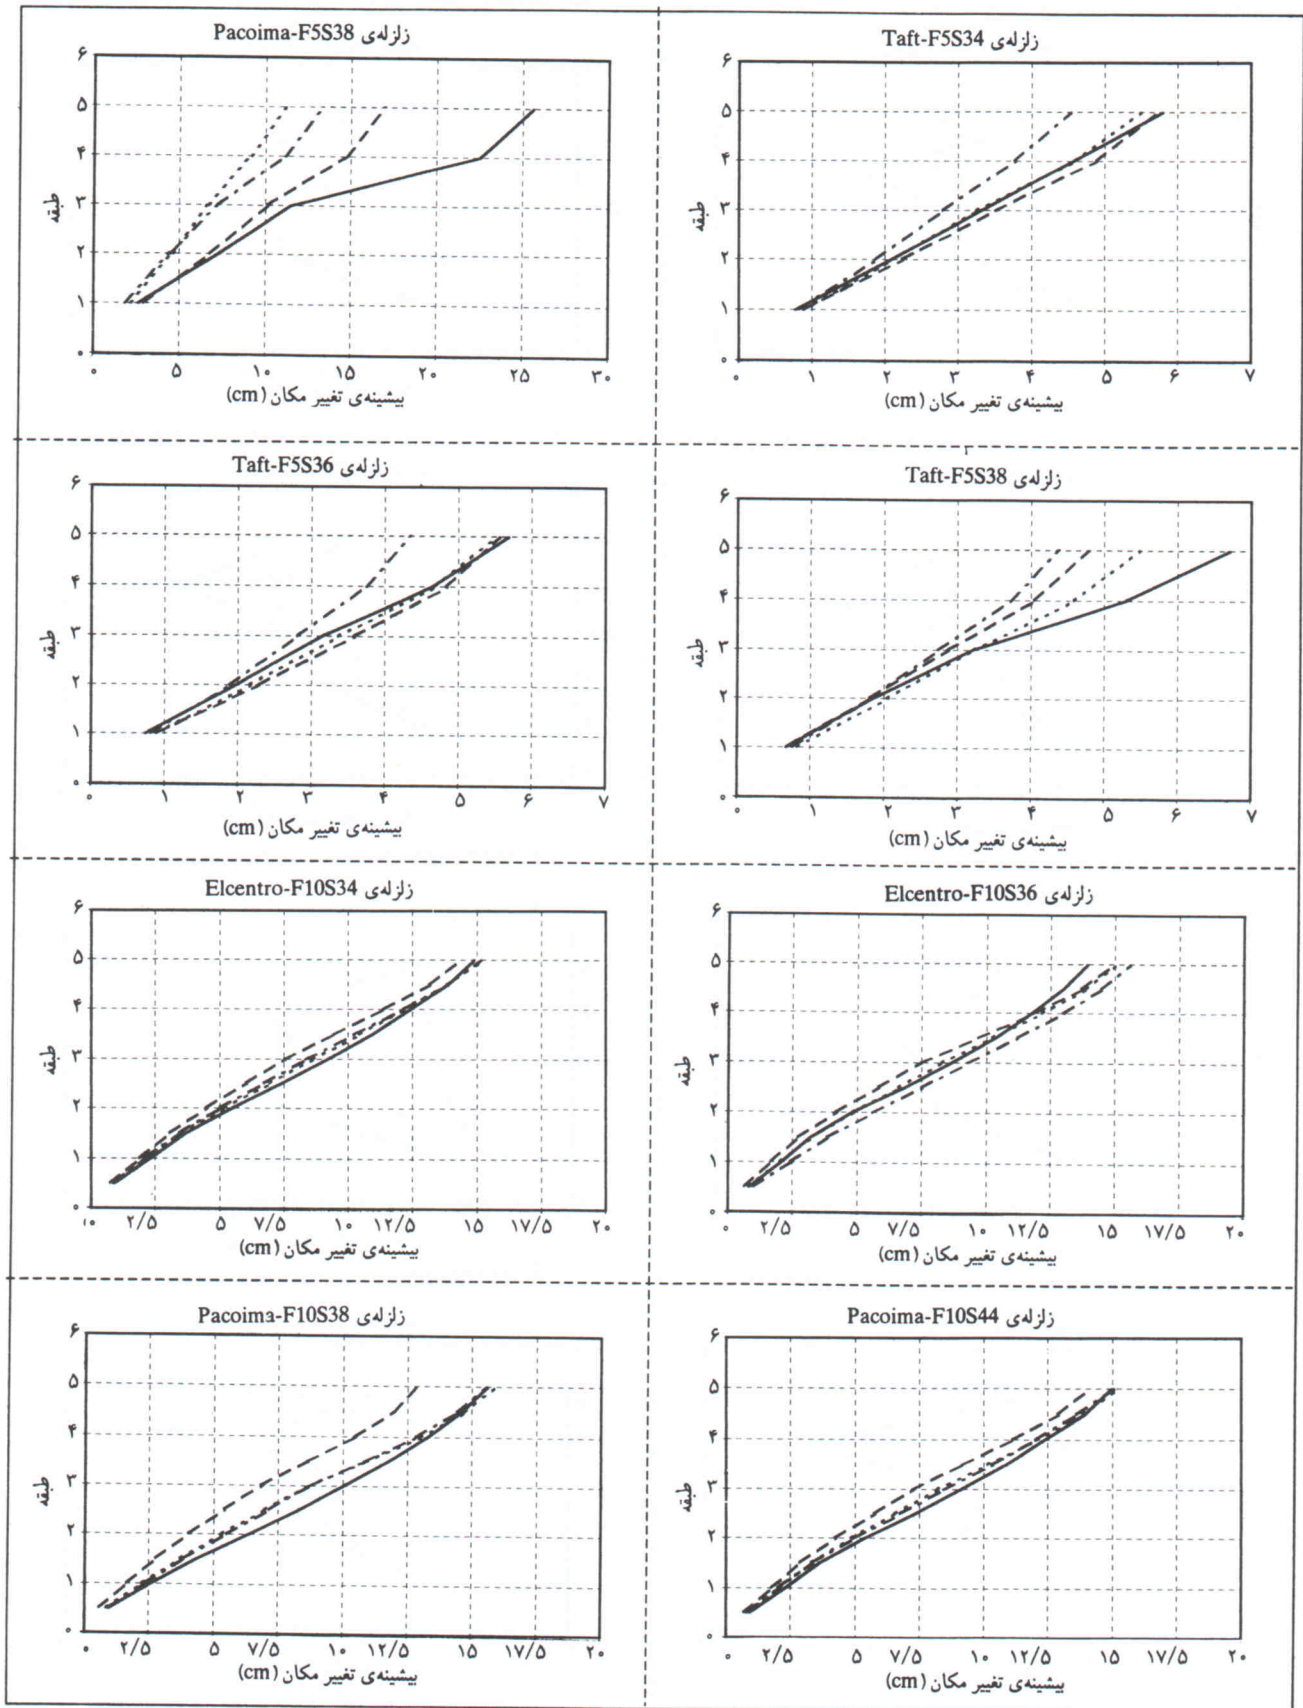 زلزله‌ی Pacoima-F5S38
۶
۵
۴
۳
۲
۱
۰
طبقه
۰ ۵ ۱۰ ۱۵ ۲۰ ۲۵ ۳۰
بیشینه‌ی تغییر مکان (cm)
زلزله‌ی Taft-F5S34
۶
۵
۴
۳
۲
۱
۰
طبقه
۰ ۱ ۲ ۳ ۴ ۵ ۶ ۷
بیشینه‌ی تغییر مکان (cm)
زلزله‌ی Taft-F5S36
۶
۵
۴
۳
۲
۱
۰
طبقه
۰ ۱ ۲ ۳ ۴ ۵ ۶ ۷
بیشینه‌ی تغییر مکان (cm)
زلزله‌ی Taft-F5S38
۶
۵
۴
۳
۲
۱
۰
طبقه
۰ ۱ ۲ ۳ ۴ ۵ ۶ ۷
بیشینه‌ی تغییر مکان (cm)
زلزله‌ی Elcentro-F10S34
۶
۵
۴
۳
۲
۱
۰
طبقه
۰ ۲/۵ ۵ ۷/۵ ۱۰ ۱۲/۵ ۱۵ ۱۷/۵ ۲۰
بیشینه‌ی تغییر مکان (cm)
زلزله‌ی Elcentro-F10S36
۶
۵
۴
۳
۲
۱
۰
طبقه
۰ ۲/۵ ۵ ۷/۵ ۱۰ ۱۲/۵ ۱۵ ۱۷/۵ ۲۰
بیشینه‌ی تغییر مکان (cm)
زلزله‌ی Pacoima-F10S38
۶
۵
۴
۳
۲
۱
۰
طبقه
۰ ۲/۵ ۵ ۷/۵ ۱۰ ۱۲/۵ ۱۵ ۱۷/۵ ۲۰
بیشینه‌ی تغییر مکان (cm)
زلزله‌ی Pacoima-F10S44
۶
۵
۴
۳
۲
۱
۰
طبقه
۰ ۲/۵ ۵ ۷/۵ ۱۰ ۱۲/۵ ۱۵ ۱۷/۵ ۲۰
بیشینه‌ی تغییر مکان (cm)